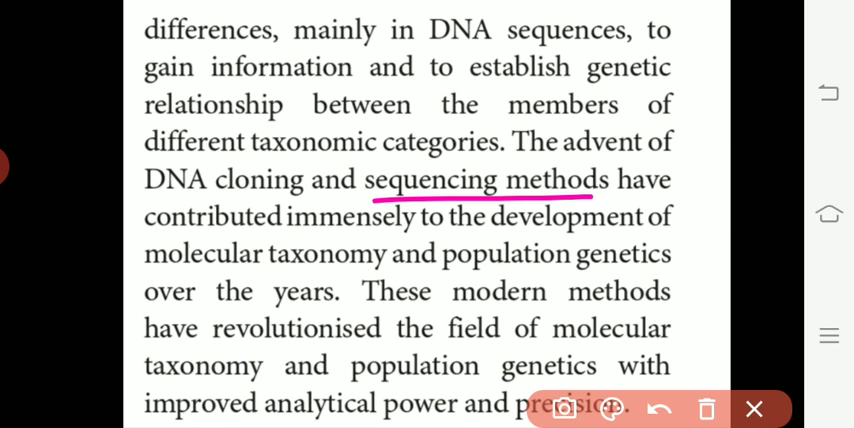 differences, mainly in DNA sequences, to
gain information and to establish genetic
relationship between the members of
different taxonomic categories. The advent of
DNA cloning and sequencing methods have
contributed immensely to the development of
molecular taxonomy and population genetics
over the years. These modern methods
have revolutionised the field of molecular
taxonomy and population genetics with
improved analytical power and precision.